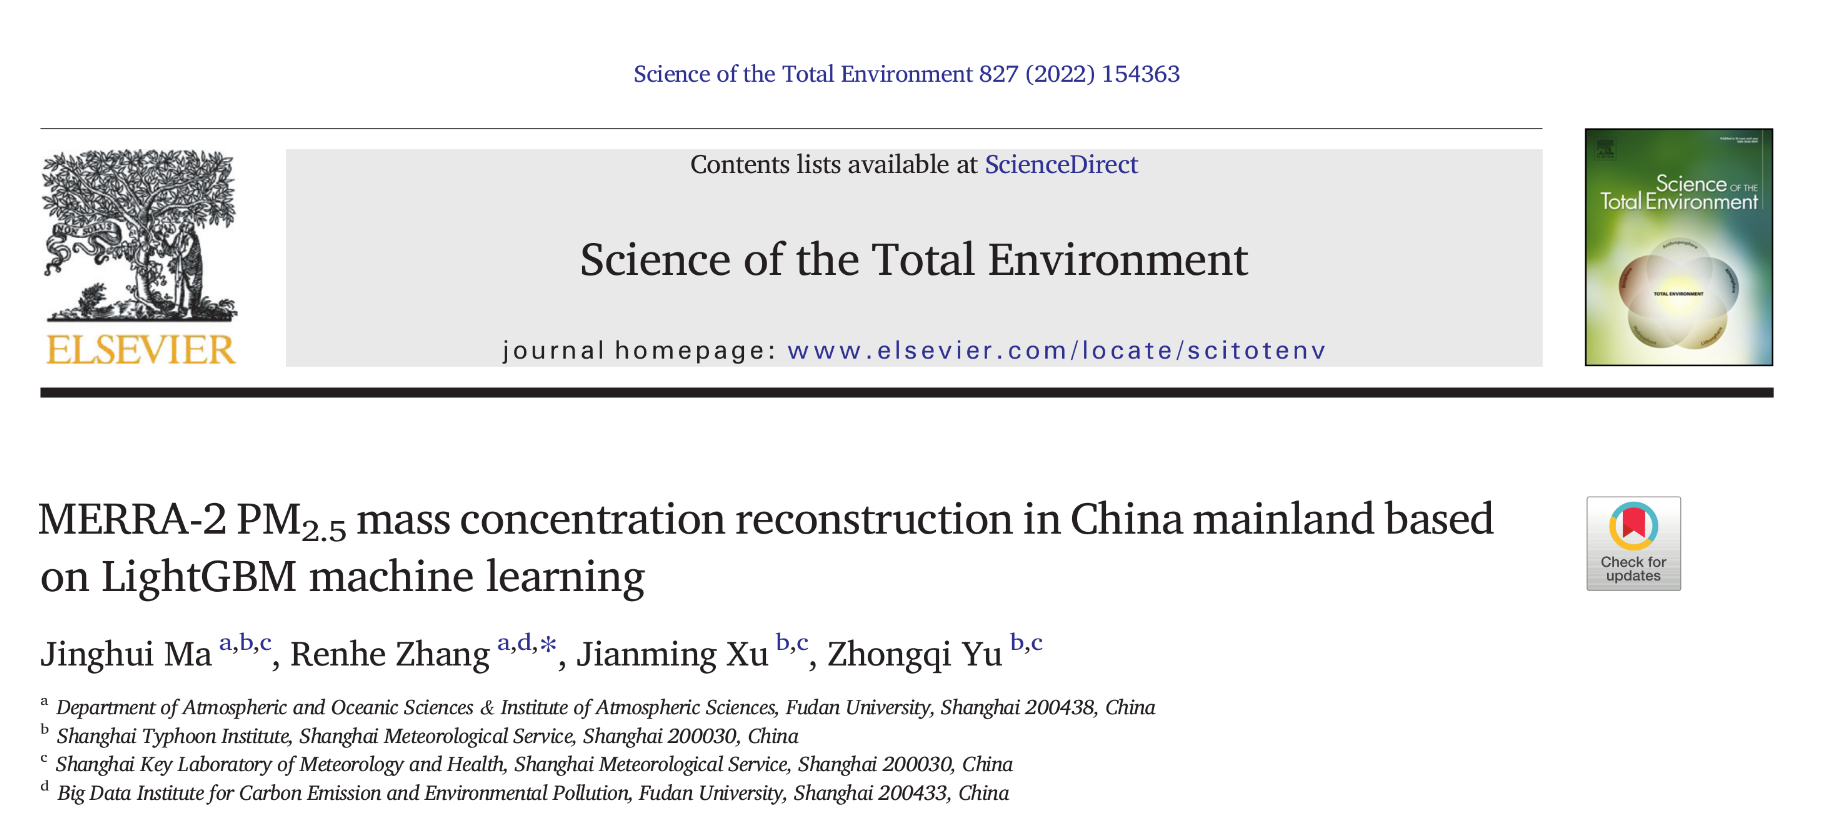 Science of the Total Environment 827 (2022) 154363
Contents lists available at ScienceDirect
Science of the Total Environment
journal homepage: www.elsevier.com/locate/scitotenv
NON SOLUS
ELSEVIER
Science OF THE
Total Environment
TOTAL ENVIRONMENT
MERRA-2 PM2.5 mass concentration reconstruction in China mainland based
on LightGBM machine learning
Check for
updates
Jinghui Ma a,b,c, Renhe Zhang a,d,*, Jianming Xu b,c, Zhongqi Yu b,c
a Department of Atmospheric and Oceanic Sciences & Institute of Atmospheric Sciences, Fudan University, Shanghai 200438, China
b Shanghai Typhoon Institute, Shanghai Meteorological Service, Shanghai 200030, China
c Shanghai Key Laboratory of Meteorology and Health, Shanghai Meteorological Service, Shanghai 200030, China
d Big Data Institute for Carbon Emission and Environmental Pollution, Fudan University, Shanghai 200433, China